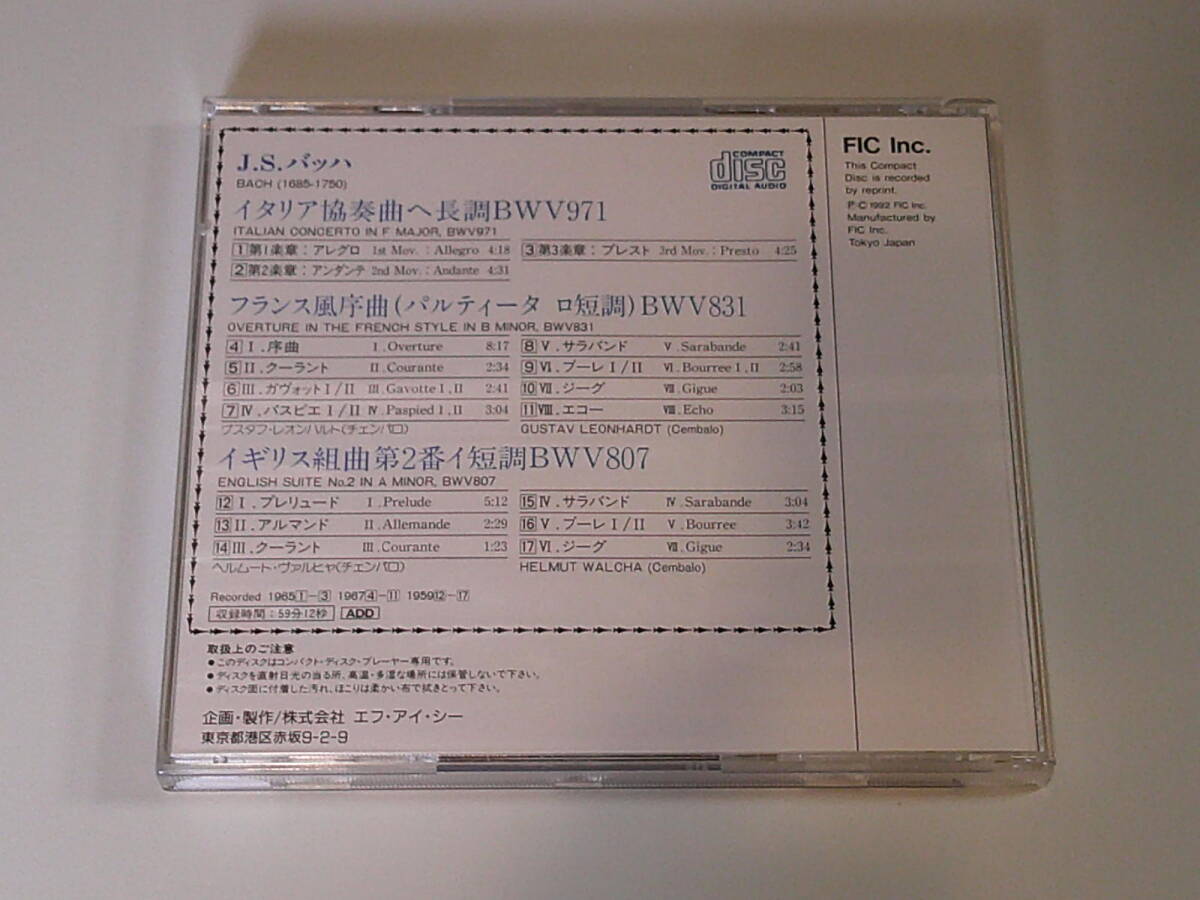 J.S.バッハ
BACH (1685-1750)
COMPACT
disc
DIGITAL AUDIO
イタリア協奏曲ヘ長調BWV971
ITALIAN CONCERTO IN F MAJOR, BWV971
1 第1楽章：アレグロ 1st Mov.：Allegro 4:18
2 第2楽章：アンダンテ 2nd Mov.：Andante 4:31
3 第3楽章：プレスト 3rd Mov.：Presto 4:25
フランス風序曲(パルティータ ロ短調)BWV831
OVERTURE IN THE FRENCH STYLE IN B MINOR, BWV831
4 Ⅰ.序曲 Ⅰ.Overture 8:17
5 Ⅱ.クーラント Ⅱ.Courante 2:34
6 Ⅲ.ガヴォットⅠ/Ⅱ Ⅲ.GavotteⅠ,Ⅱ 2:41
7 Ⅳ.パスピエⅠ/Ⅱ Ⅳ.PaspiedⅠ,Ⅱ 3:04
8 Ⅴ.サラバンド Ⅴ.Sarabande 2:41
9 Ⅵ.ブーレⅠ/Ⅱ Ⅵ.BourreeⅠ,Ⅱ 2:58
10 Ⅶ.ジーグ Ⅶ.Gigue 2:03
11 Ⅷ.エコー Ⅷ.Echo 3:15
グスタフ・レオンハルト(チェンバロ)
GUSTAV LEONHARDT (Cembalo)
イギリス組曲第2番イ短調BWV807
ENGLISH SUITE No.2 IN A MINOR, BWV807
12 Ⅰ.プレリュード Ⅰ.Prelude 5:12
13 Ⅱ.アルマンド Ⅱ.Allemande 2:29
14 Ⅲ.クーラント Ⅲ.Courante 1:23
15 Ⅳ.サラバンド Ⅳ.Sarabande 3:04
16 Ⅴ.ブーレⅠ/Ⅱ Ⅴ.Bourree 3:42
17 Ⅵ.ジーグ Ⅶ.Gigue 2:34
ヘルムート・ヴァルヒャ(チェンバロ)
HELMUT WALCHA (Cembalo)
Recorded 1965 1－3 1967 4－11 1959 12－17
収録時間：59分12秒 ADD
取扱上のご注意
●このディスクはコンパクト・ディスク・プレーヤー専用です。
●ディスクを直射日光の当る所、高温・多湿な場所には保管しないで下さい。
●ディスク面に付着した汚れ、ほこりは柔かい布で拭きとって下さい。
企画・製作/株式会社 エフ・アイ・シー
東京都港区赤坂9-2-9
FIC Inc.
This Compact
Disc is recorded
by reprint.
℗© 1992 FIC Inc.
Manufactured by
FIC Inc.
Tokyo Japan